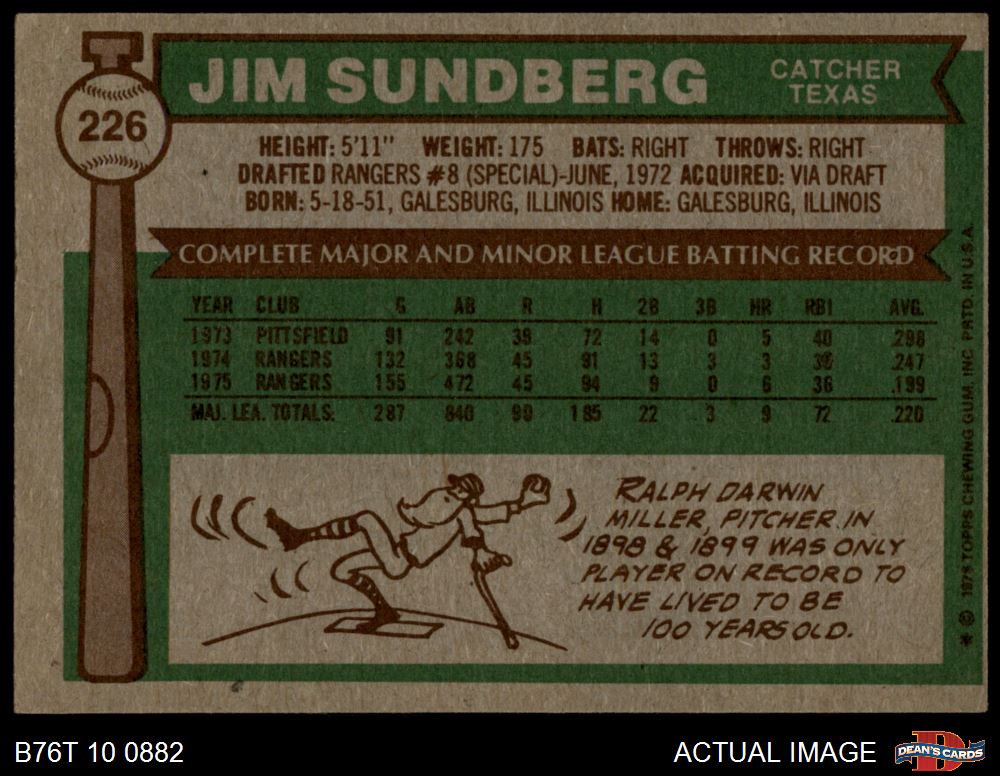 226
JIM SUNDBERG
CATCHER
TEXAS
HEIGHT: 5'11" WEIGHT: 175 BATS: RIGHT THROWS: RIGHT
DRAFTED RANGERS #8 (SPECIAL)-JUNE, 1972 ACQUIRED: VIA DRAFT
BORN: 5-18-51, GALESBURG, ILLINOIS HOME: GALESBURG, ILLINOIS
COMPLETE MAJOR AND MINOR LEAGUE BATTING RECORD
YEAR CLUB G AB R H 2B 3B HR RBI AVG.
1973 PITTSFIELD 91 242 39 72 14 0 5 40 .298
1974 RANGERS 132 368 45 91 13 3 3 36 .247
1975 RANGERS 155 472 45 94 9 0 6 36 .199
MAJ. LEA. TOTALS: 287 840 90 185 22 3 9 72 .220
RALPH DARWIN
MILLER, PITCHER IN
1898 & 1899 WAS ONLY
PLAYER ON RECORD TO
HAVE LIVED TO BE
100 YEARS OLD.
* © 1976 TOPPS CHEWING GUM, INC. PRTD. IN U.S.A.
B76T 10 0882
ACTUAL IMAGE
DEAN'S CARDS